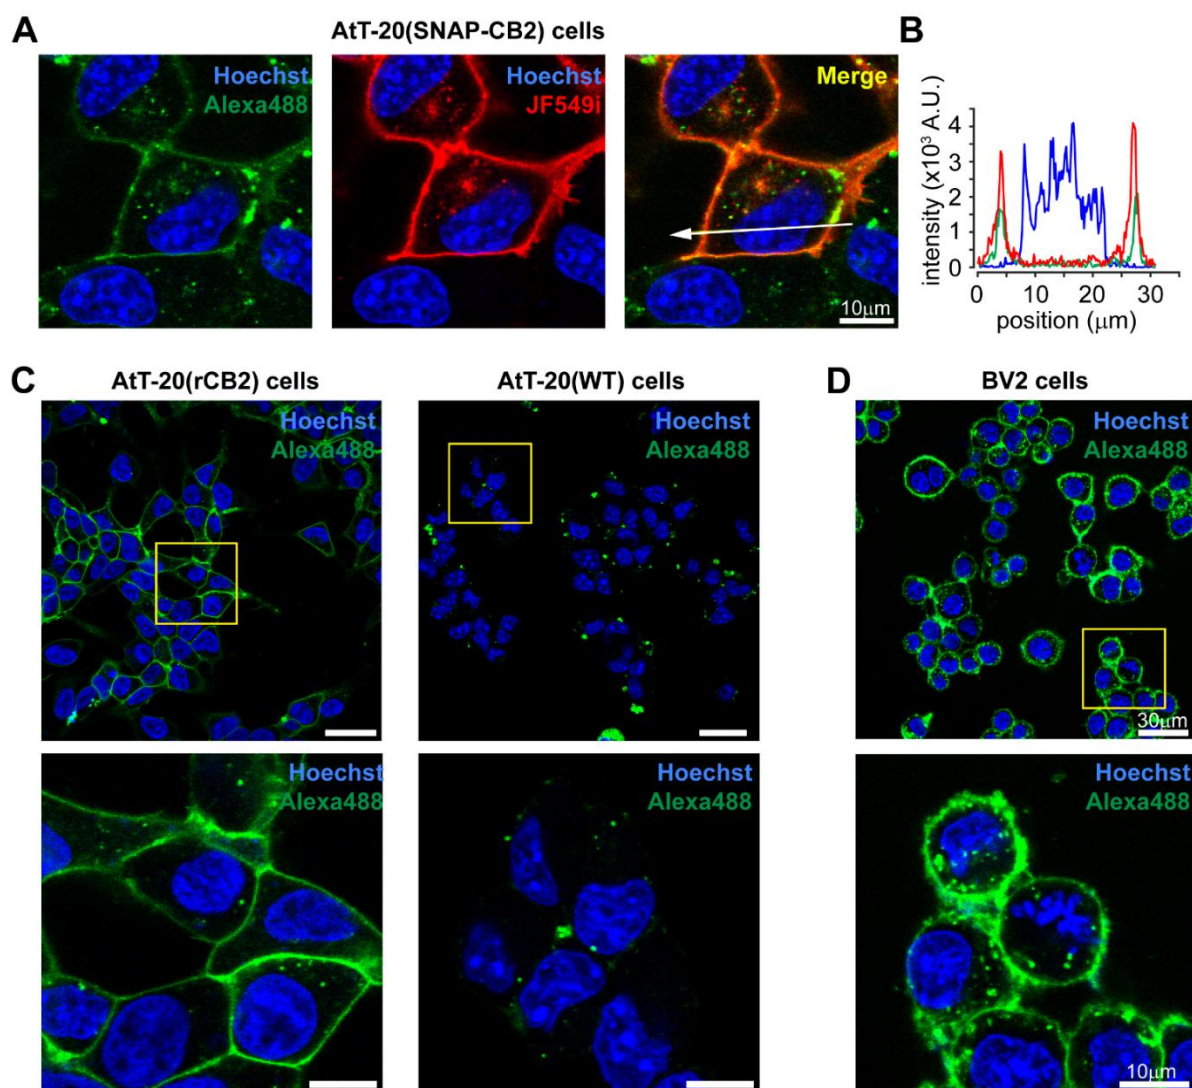 A
AtT-20(SNAP-CB2) cells
Hoechst
Alexa488
Hoechst
JF549i
Merge
10μm
B
intensity (x10³ A.U.)
4
3
2
1
0
0 10 20 30
position (μm)
C
AtT-20(rCB2) cells
Hoechst
Alexa488
AtT-20(WT) cells
Hoechst
Alexa488
D
BV2 cells
Hoechst
Alexa488
30μm
Hoechst
Alexa488
Hoechst
Alexa488
Hoechst
Alexa488
10μm